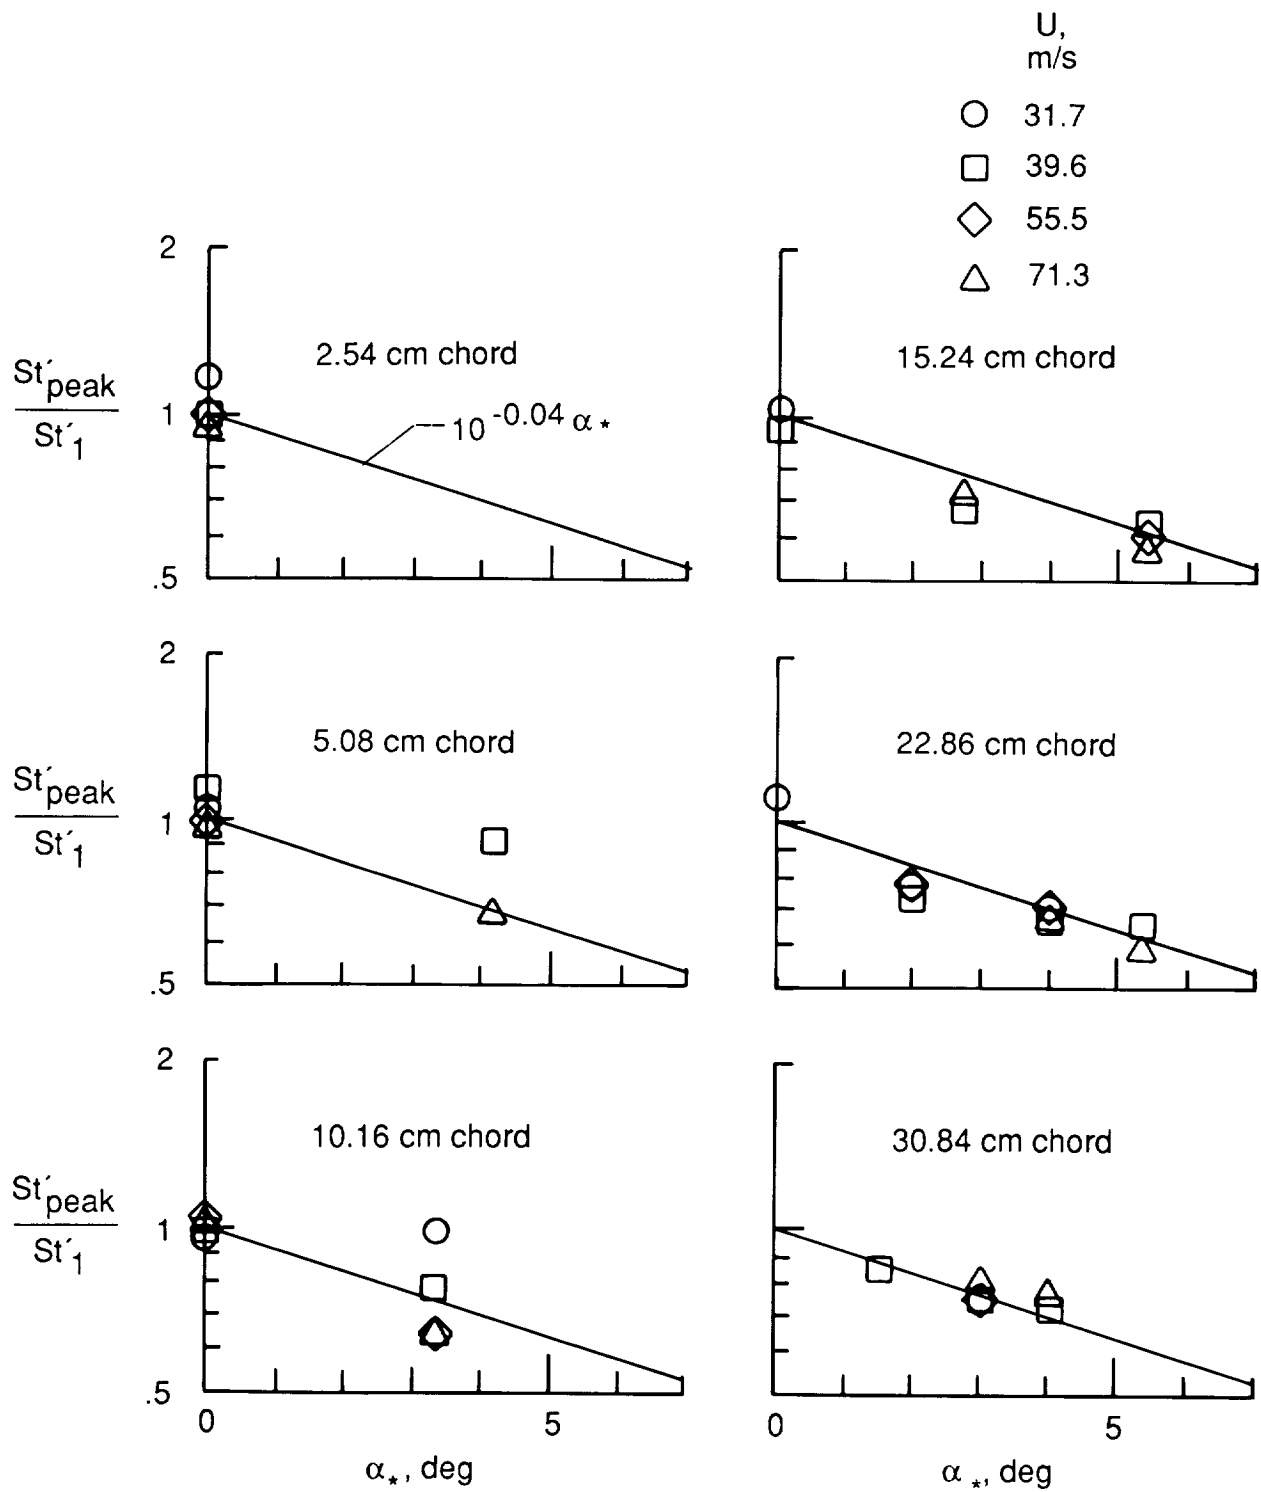 U,
m/s
31.7
39.6
55.5
71.3
2
St′peak
St′1
1
.5
2.54 cm chord
10^-0.04 α*
15.24 cm chord
2
St′peak
St′1
1
.5
5.08 cm chord
22.86 cm chord
2
St′peak
St′1
1
.5
10.16 cm chord
30.84 cm chord
0 5
α*, deg
0 5
α*, deg